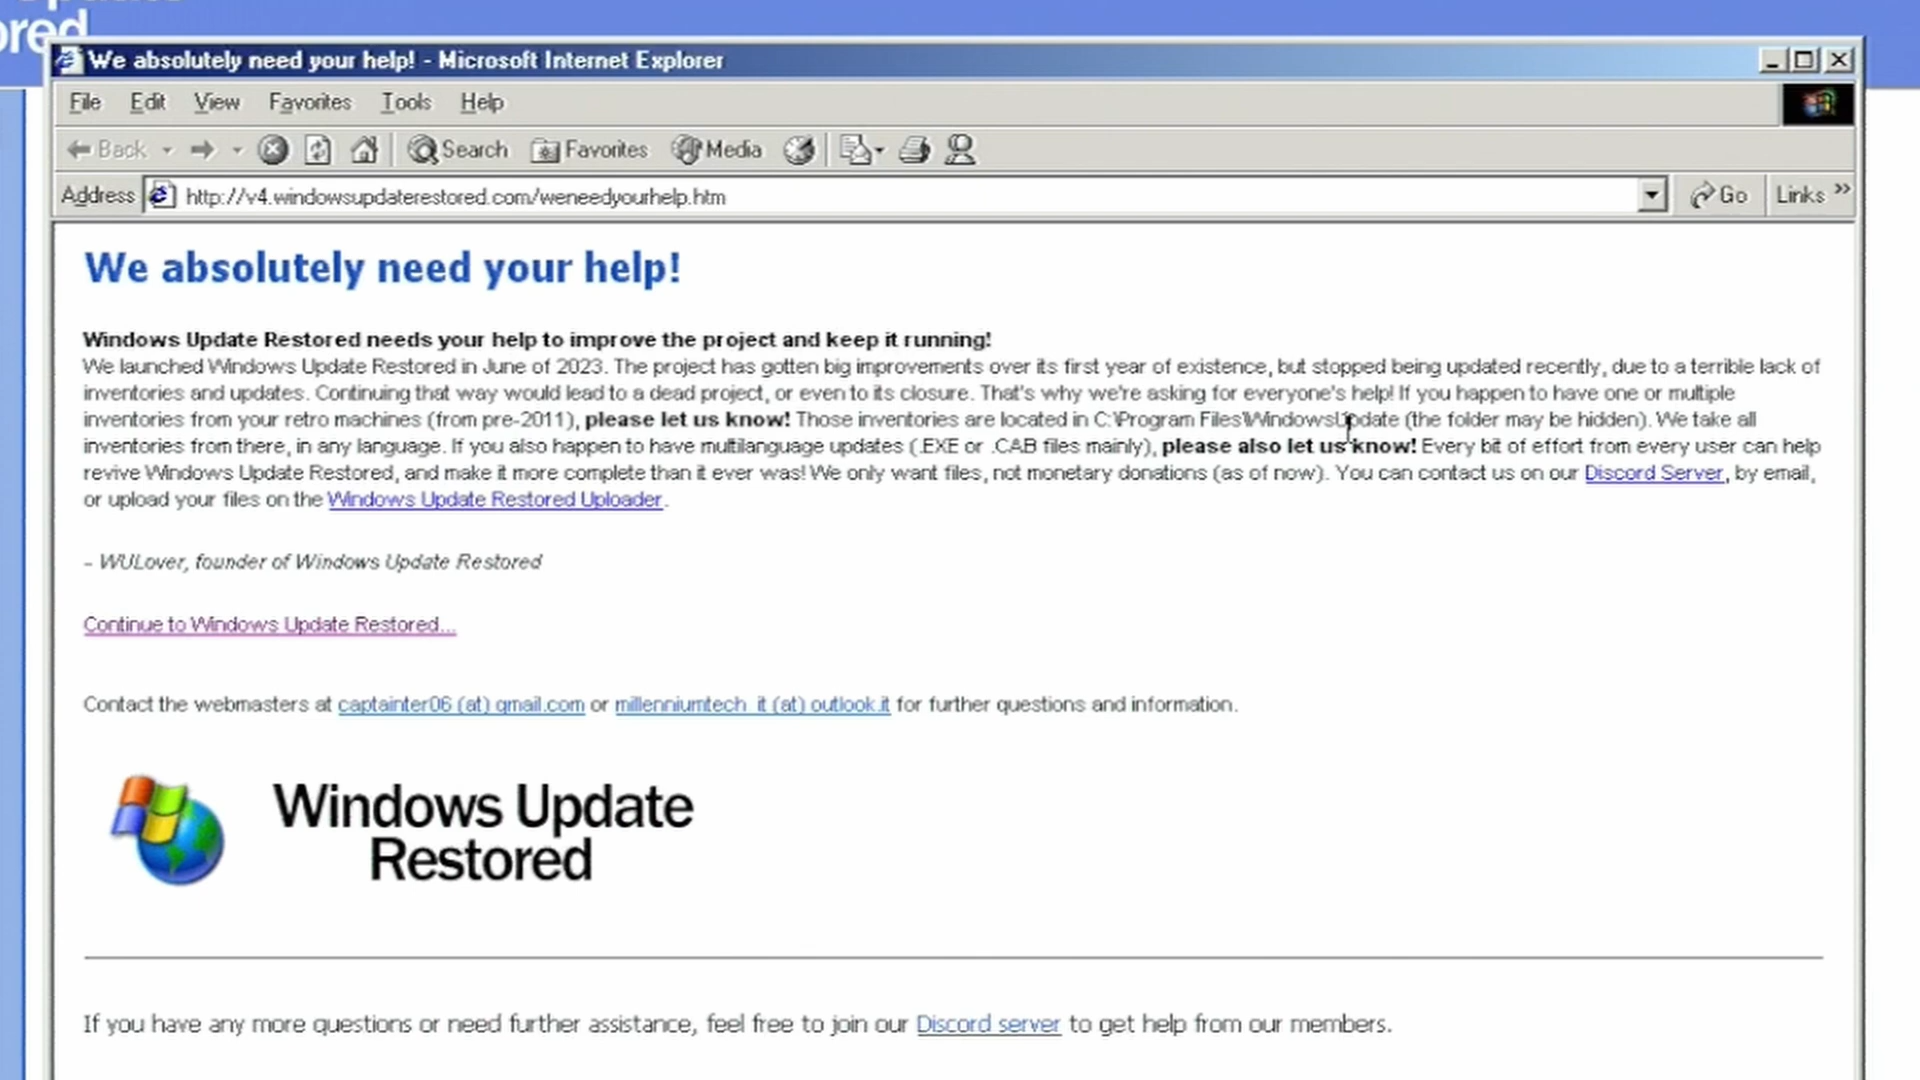 ored
We absolutely need your help! - Microsoft Internet Explorer
File Edit View Favorites Tools Help
Back Search Favorites Media
Address http://v4.windowsupdaterestored.com/weneedyourhelp.htm Go Links »
We absolutely need your help!
Windows Update Restored needs your help to improve the project and keep it running!
We launched Windows Update Restored in June of 2023. The project has gotten big improvements over its first year of existence, but stopped being updated recently, due to a terrible lack of
inventories and updates. Continuing that way would lead to a dead project, or even to its closure. That's why we're asking for everyone's help! If you happen to have one or multiple
inventories from your retro machines (from pre-2011), please let us know! Those inventories are located in C:\Program Files\WindowsUpdate (the folder may be hidden). We take all
inventories from there, in any language. If you also happen to have multilanguage updates (.EXE or .CAB files mainly), please also let us know! Every bit of effort from every user can help
revive Windows Update Restored, and make it more complete than it ever was! We only want files, not monetary donations (as of now). You can contact us on our Discord Server, by email,
or upload your files on the Windows Update Restored Uploader.
- WULover, founder of Windows Update Restored
Continue to Windows Update Restored...
Contact the webmasters at captainter06 (at) gmail.com or millenniumtech_it (at) outlook.it for further questions and information.
Windows Update
Restored
If you have any more questions or need further assistance, feel free to join our Discord server to get help from our members.